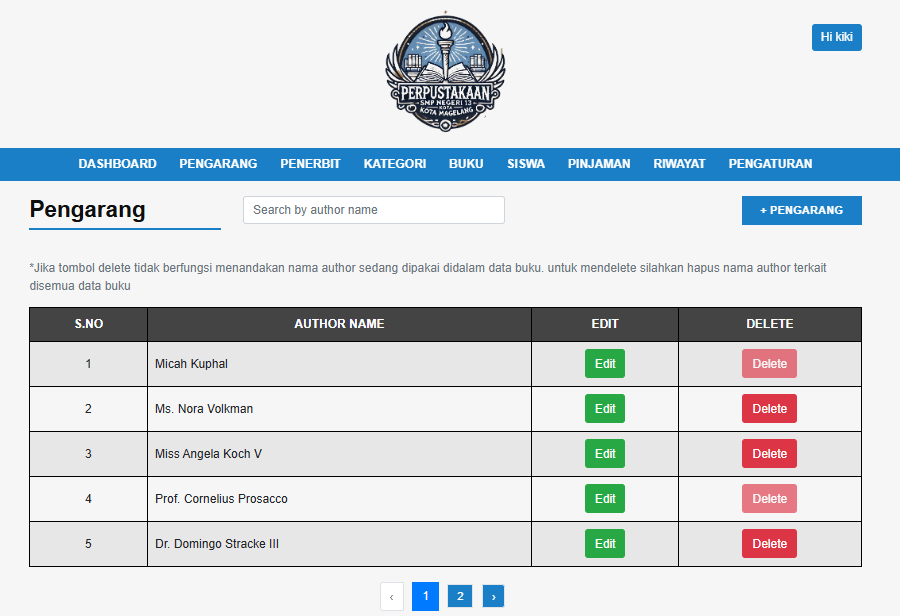 PERPUSTAKAAN
SMP NEGERI 13
KOTA
KOTA MAGELANG
Hi kiki
DASHBOARD PENGARANG PENERBIT KATEGORI BUKU SISWA PINJAMAN RIWAYAT PENGATURAN
Pengarang
Search by author name
+ PENGARANG
*Jika tombol delete tidak berfungsi menandakan nama author sedang dipakai didalam data buku. untuk mendelete silahkan hapus nama author terkait
disemua data buku
S.NO AUTHOR NAME EDIT DELETE
1 Micah Kuphal Edit Delete
2 Ms. Nora Volkman Edit Delete
3 Miss Angela Koch V Edit Delete
4 Prof. Cornelius Prosacco Edit Delete
5 Dr. Domingo Stracke III Edit Delete
‹ 1 2 ›